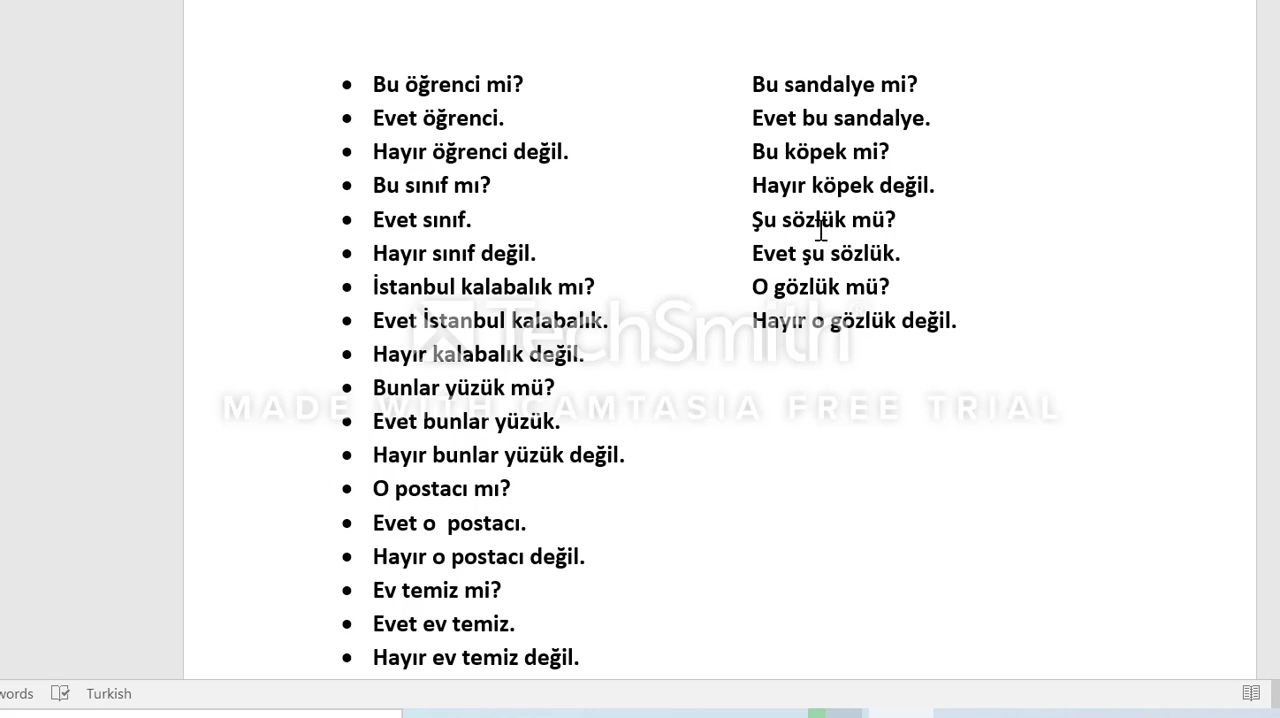 Bu öğrenci mi?
Evet öğrenci.
Hayır öğrenci değil.
Bu sınıf mı?
Evet sınıf.
Hayır sınıf değil.
İstanbul kalabalık mı?
Evet İstanbul kalabalık.
Hayır kalabalık değil.
Bunlar yüzük mü?
Evet bunlar yüzük.
Hayır bunlar yüzük değil.
O postacı mı?
Evet o  postacı.
Hayır o postacı değil.
Ev temiz mi?
Evet ev temiz.
Hayır ev temiz değil.
Bu sandalye mi?
Evet bu sandalye.
Bu köpek mi?
Hayır köpek değil.
Şu sözlük mü?
Evet şu sözlük.
O gözlük mü?
Hayır o gözlük değil.
TechSmith
MADE WITH CAMTASIA FREE TRIAL
words Turkish